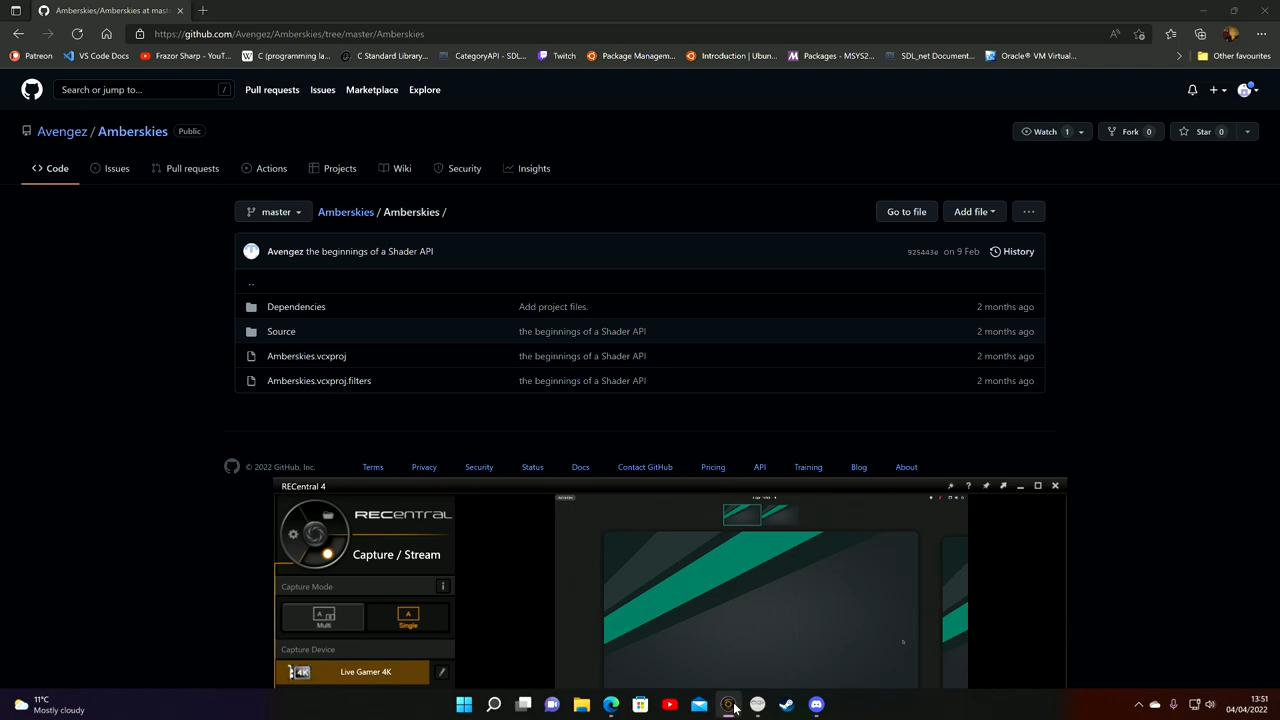 Amberskies/Amberskies at maste
https://github.com/Avengez/Amberskies/tree/master/Amberskies
Patreon
VS Code Docs
Frazor Sharp - YouT...
C (programming la...
C Standard Library...
CategoryAPI - SDL...
Twitch
Package Managem...
Introduction | Ubun...
Packages - MSYS2...
SDL_net Document...
Oracle® VM Virtual...
Other favourites
Search or jump to...
/
Pull requests
Issues
Marketplace
Explore
Avengez / Amberskies
Public
Watch 1
Fork 0
Star 0
Code
Issues
Pull requests
Actions
Projects
Wiki
Security
Insights
master
Amberskies / Amberskies /
Go to file
Add file
Avengez the beginnings of a Shader API
925443e on 9 Feb
History
..
Dependencies
Add project files.
2 months ago
Source
the beginnings of a Shader API
2 months ago
Amberskies.vcxproj
the beginnings of a Shader API
2 months ago
Amberskies.vcxproj.filters
the beginnings of a Shader API
2 months ago
© 2022 GitHub, Inc.
Terms
Privacy
Security
Status
Docs
Contact GitHub
Pricing
API
Training
Blog
About
RECentral 4
RECENTRAL
Capture / Stream
Capture Mode
Multi
Single
Capture Device
4K
Live Gamer 4K
11°C
Mostly cloudy
13:51
04/04/2022